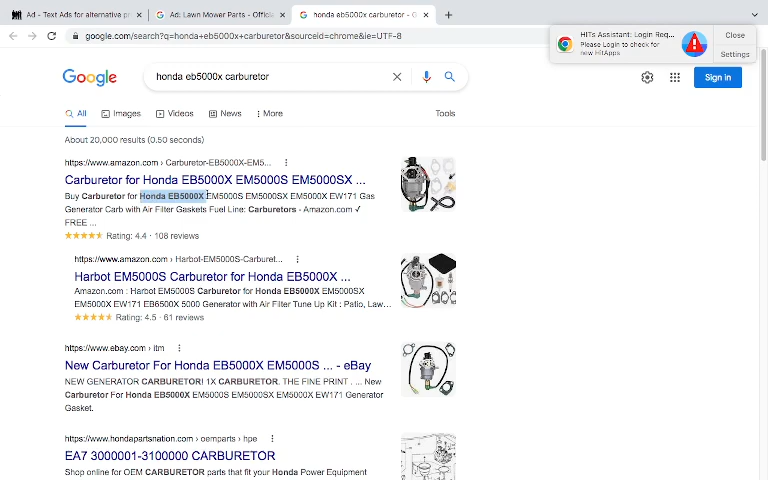 Ad - Text Ads for alternative pr
Ad: Lawn Mower Parts - Officia
honda eb5000x carburetor - G
google.com/search?q=honda+eb5000x+carburetor&sourceid=chrome&ie=UTF-8
HITs Assistant: Login Req...
Please Login to check for
new HitApps
Close
Settings
Google
honda eb5000x carburetor
Sign in
All
Images
Videos
News
More
Tools
About 20,000 results (0.50 seconds)
https://www.amazon.com › Carburetor-EB5000X-EM5...
Carburetor for Honda EB5000X EM5000S EM5000SX ...
Buy Carburetor for Honda EB5000X EM5000S EM5000SX EM5000X EW171 Gas
Generator Carb with Air Filter Gaskets Fuel Line: Carburetors - Amazon.com ✓
FREE ...
Rating: 4.4 · 108 reviews
https://www.amazon.com › Harbot-EM5000S-Carburet...
Harbot EM5000S Carburetor for Honda EB5000X ...
Amazon.com : Harbot EM5000S Carburetor for Honda EB5000X EM5000SX
EM5000X EW171 EB6500X 5000 Generator with Air Filter Tune Up Kit : Patio, Law...
Rating: 4.5 · 61 reviews
https://www.ebay.com › itm
New Carburetor For Honda EB5000X EM5000S ... - eBay
NEW GENERATOR CARBURETOR! 1X CARBURETOR. THE FINE PRINT . ... New
Carburetor For Honda EB5000X EM5000S EM5000SX EM5000X EW171 Generator
Gasket.
https://www.hondapartsnation.com › oemparts › hpe
EA7 3000001-3100000 CARBURETOR
Shop online for OEM CARBURETOR parts that fit your Honda Power Equipment